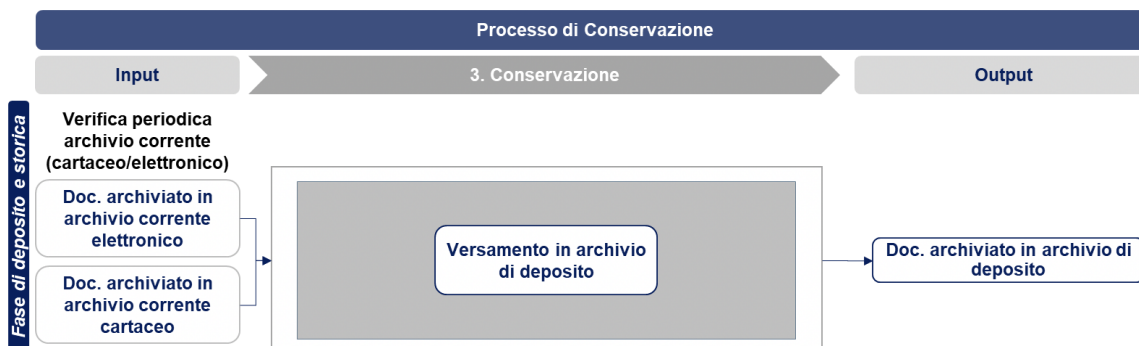 Processo di Conservazione
Input
3. Conservazione
Output
Fase di deposito e storica
Verifica periodica
archivio corrente
(cartaceo/elettronico)
Doc. archiviato in
archivio corrente
elettronico
Doc. archiviato in
archivio corrente
cartaceo
Versamento in archivio
di deposito
Doc. archiviato in archivio di
deposito